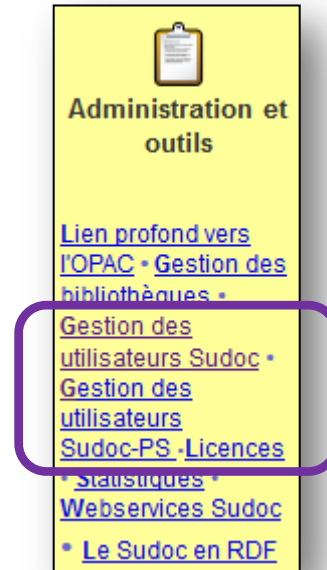 Administration et
outils
Lien profond vers
l'OPAC • Gestion des
bibliothèques •
Gestion des
utilisateurs Sudoc •
Gestion des
utilisateurs
Sudoc-PS •Licences
• Statistiques •
Webservices Sudoc
• Le Sudoc en RDF